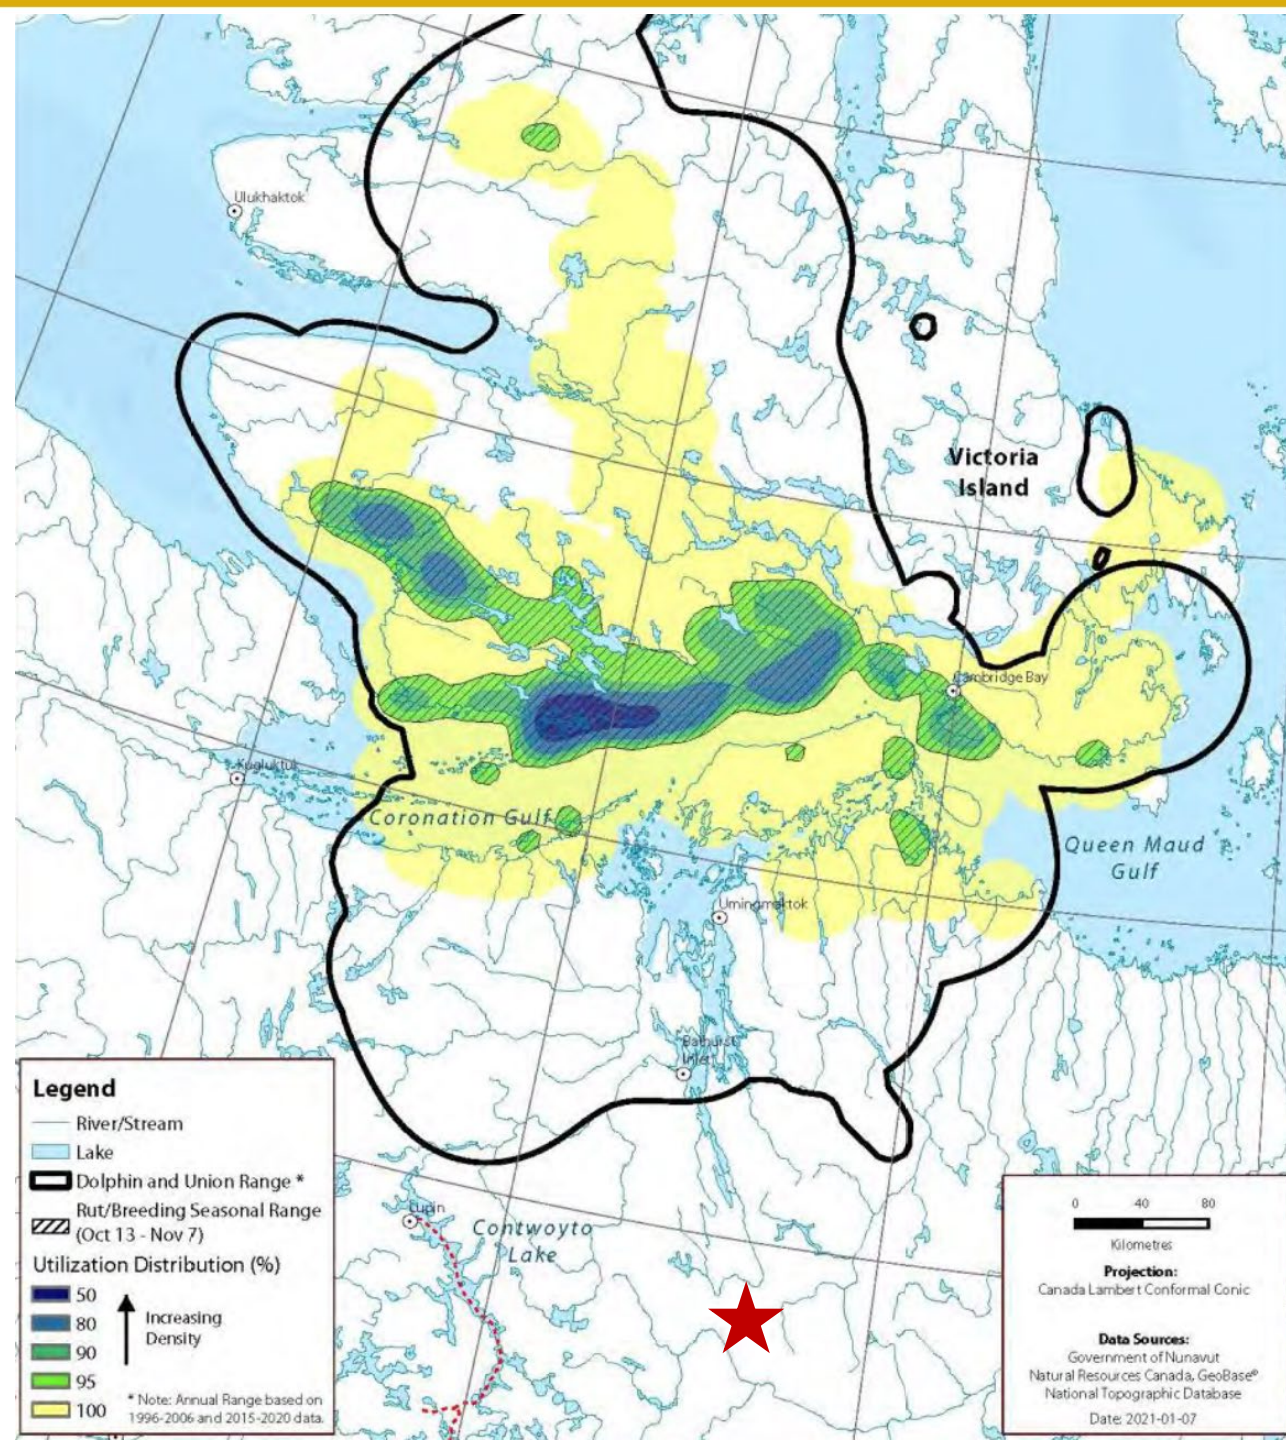 Ulukhaktok
Victoria
Island
Cambridge Bay
Kugluktuk
Coronation Gulf
Queen Maud
Gulf
Umingmaktok
Bathurst
Inlet
Lupin
Contwoyto
Lake
Legend
River/Stream
Lake
Dolphin and Union Range *
Rut/Breeding Seasonal Range
(Oct 13 - Nov 7)
Utilization Distribution (%)
50
80
90
95
100
Increasing
Density
* Note: Annual Range based on
1996-2006 and 2015-2020 data.
0 40 80
Kilometres
Projection:
Canada Lambert Conformal Conic
Data Sources:
Government of Nunavut
Natural Resources Canada, GeoBase®
National Topographic Database
Date: 2021-01-07